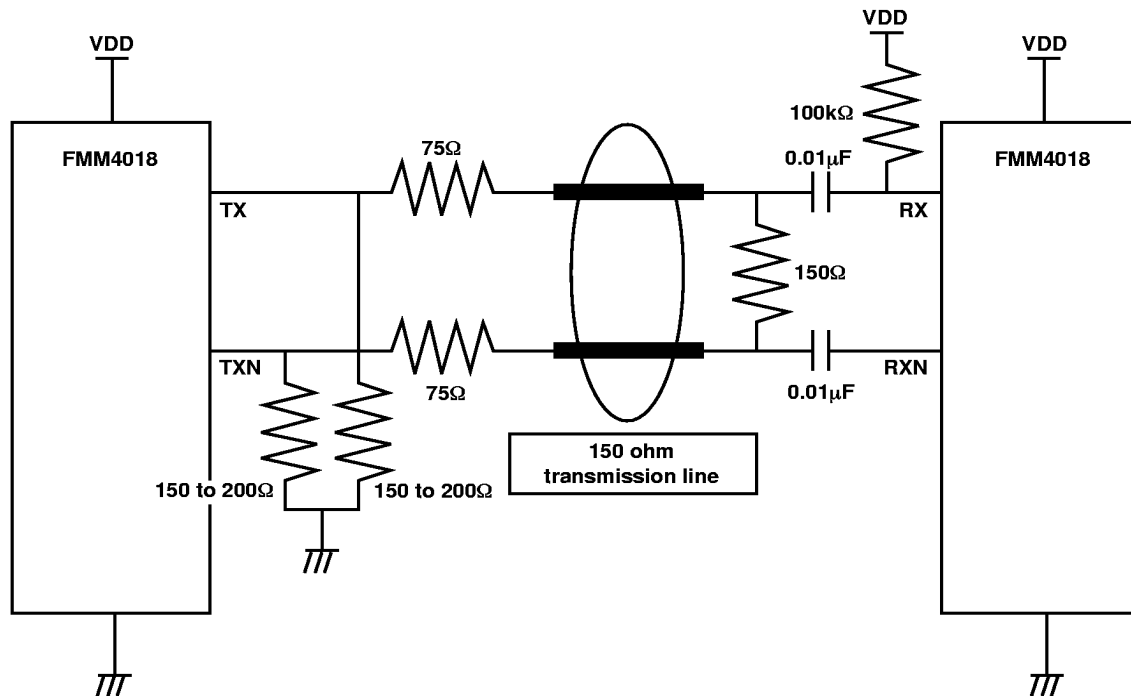 VDD
VDD
VDD
FMM4018
75Ω
100kΩ
0.01μF
FMM4018
TX
RX
150Ω
TXN
75Ω
0.01μF
RXN
150 ohm
transmission line
150 to 200Ω
150 to 200Ω